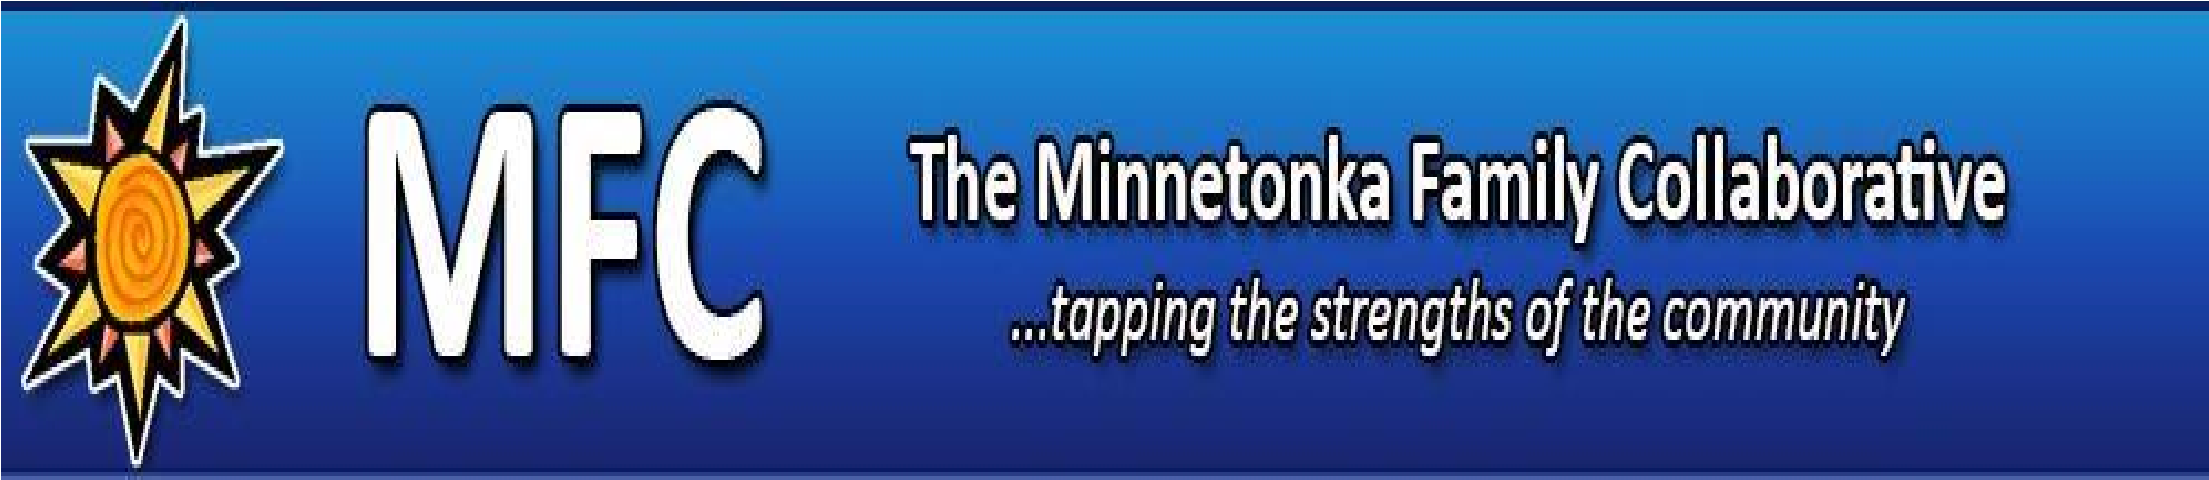 MFC
The Minnetonka Family Collaborative
...tapping the strengths of the community